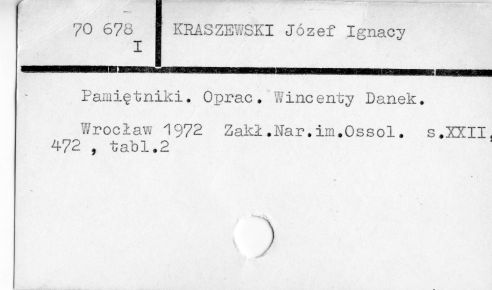 70 678 KRASZEWSKI Józef Ignacy
I
Pamiętniki. Oprac. Wincenty Danek.
Wrocław 1972 Zakł.Nar.im.Ossol. s.XXII,
472 , tabl.2